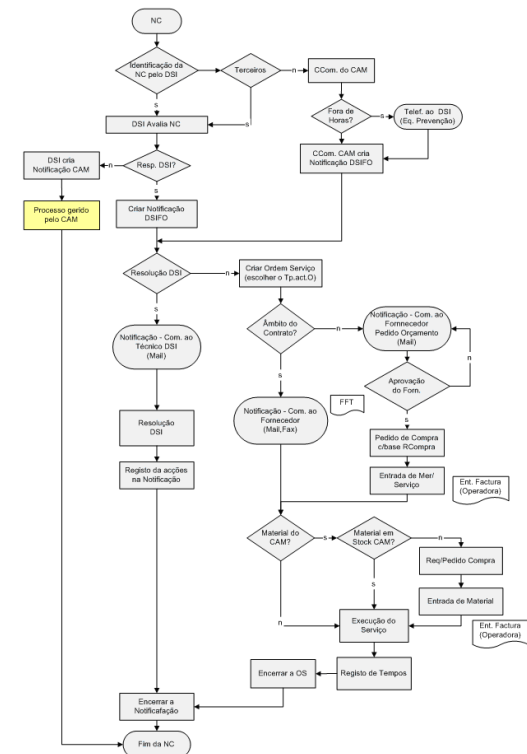 NC
Identificação da
NC pelo DSI
Terceiros
n
CCom. do CAM
s
s
Fora de
Horas?
s
Telef. ao DSI
(Eq. Prevenção)
DSI Avalia NC
n
DSI cria
Notificação CAM
n
Resp. DSI?
CCom. CAM cria
Notificação DSIFO
s
Processo gerido
pelo CAM
Criar Notificação
DSIFO
Resolução DSI
n
Criar Ordem Serviço
(escolher o Tp.act.O)
s
Âmbito do
Contrato?
n
Notificação - Com. ao
Fornnecedor
Pedido Orçamento
(Mail)
Notificação - Com. ao
Técnico DSI
(Mail)
n
s
Aprovação
do Forn.
FFT
Notificação - Com. ao
Fornecedor
(Mail,Fax)
s
Resolução
DSI
Pedido de Compra
c/base RCompra
Registo da acções
na Notificação
Entrada de Mer/
Serviço
Ent. Factura
(Operadora)
Material do
CAM?
s
Material em
Stock CAM?
n
Req/Pedido Compra
s
Entrada de Material
n
Execução do
Serviço
Ent. Factura
(Operadora)
Encerrar a OS
Registo de Tempos
Encerrar a
Notificafação
Fim da NC